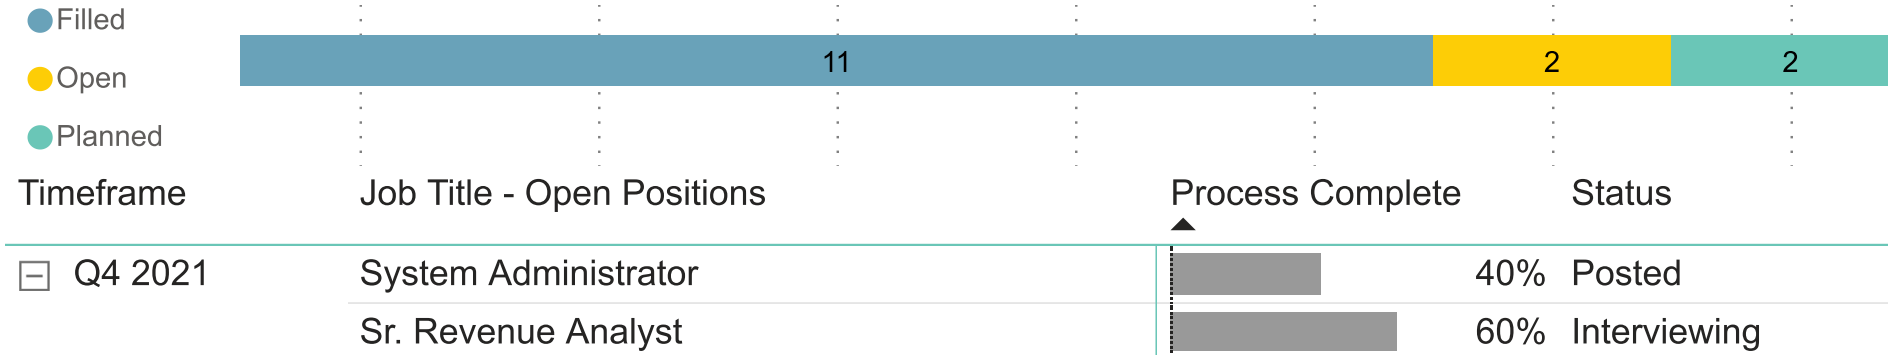 Filled
11 2 2
Open
Planned
Timeframe Job Title - Open Positions Process Complete Status
Q4 2021 System Administrator 40% Posted
Sr. Revenue Analyst 60% Interviewing